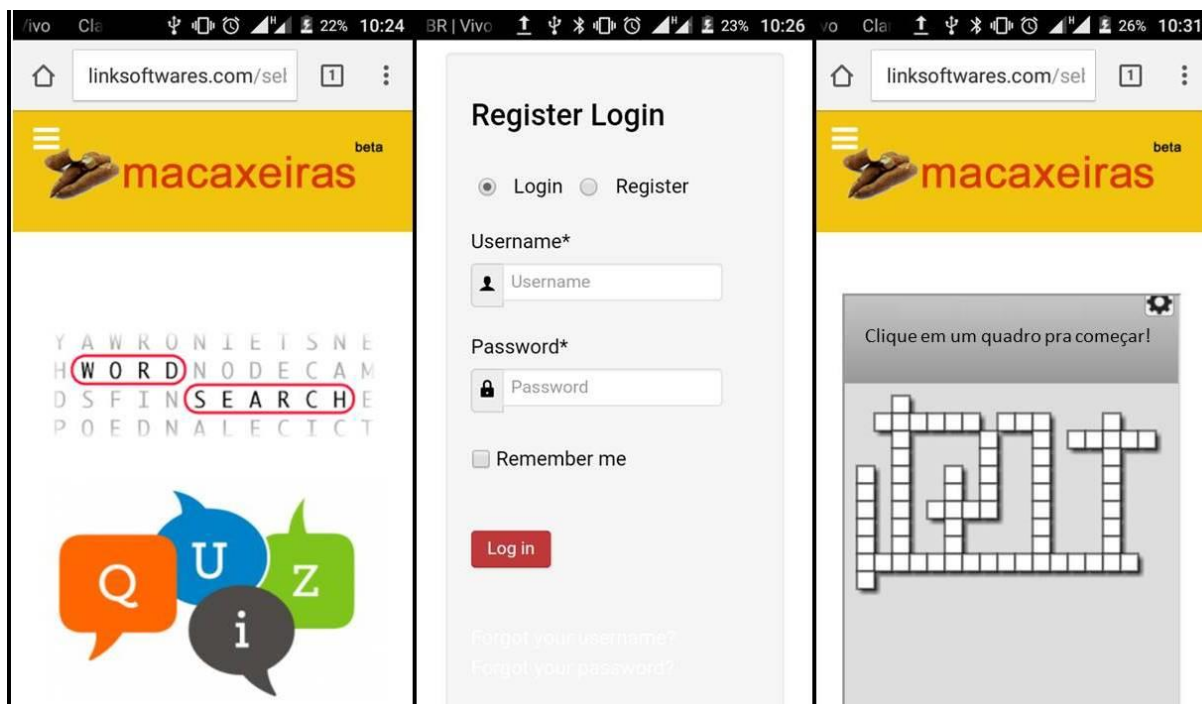 /ivo Cla 22% 10:24
linksoftwares.com/sel 1
beta
macaxeiras
Y A W R O N I E T S N E
H W O R D N O D E C A M
D S F I N S E A R C H E
P O E D N A L E C I C T
Q U i Z
BR | Vivo H 23% 10:26
Register Login
Login Register
Username*
Username
Password*
Password
Remember me
Log in
Forgot your username?
Forgot your password?
vo Cla H 26% 10:31
linksoftwares.com/sel 1
beta
macaxeiras
Clique em um quadro pra começar!